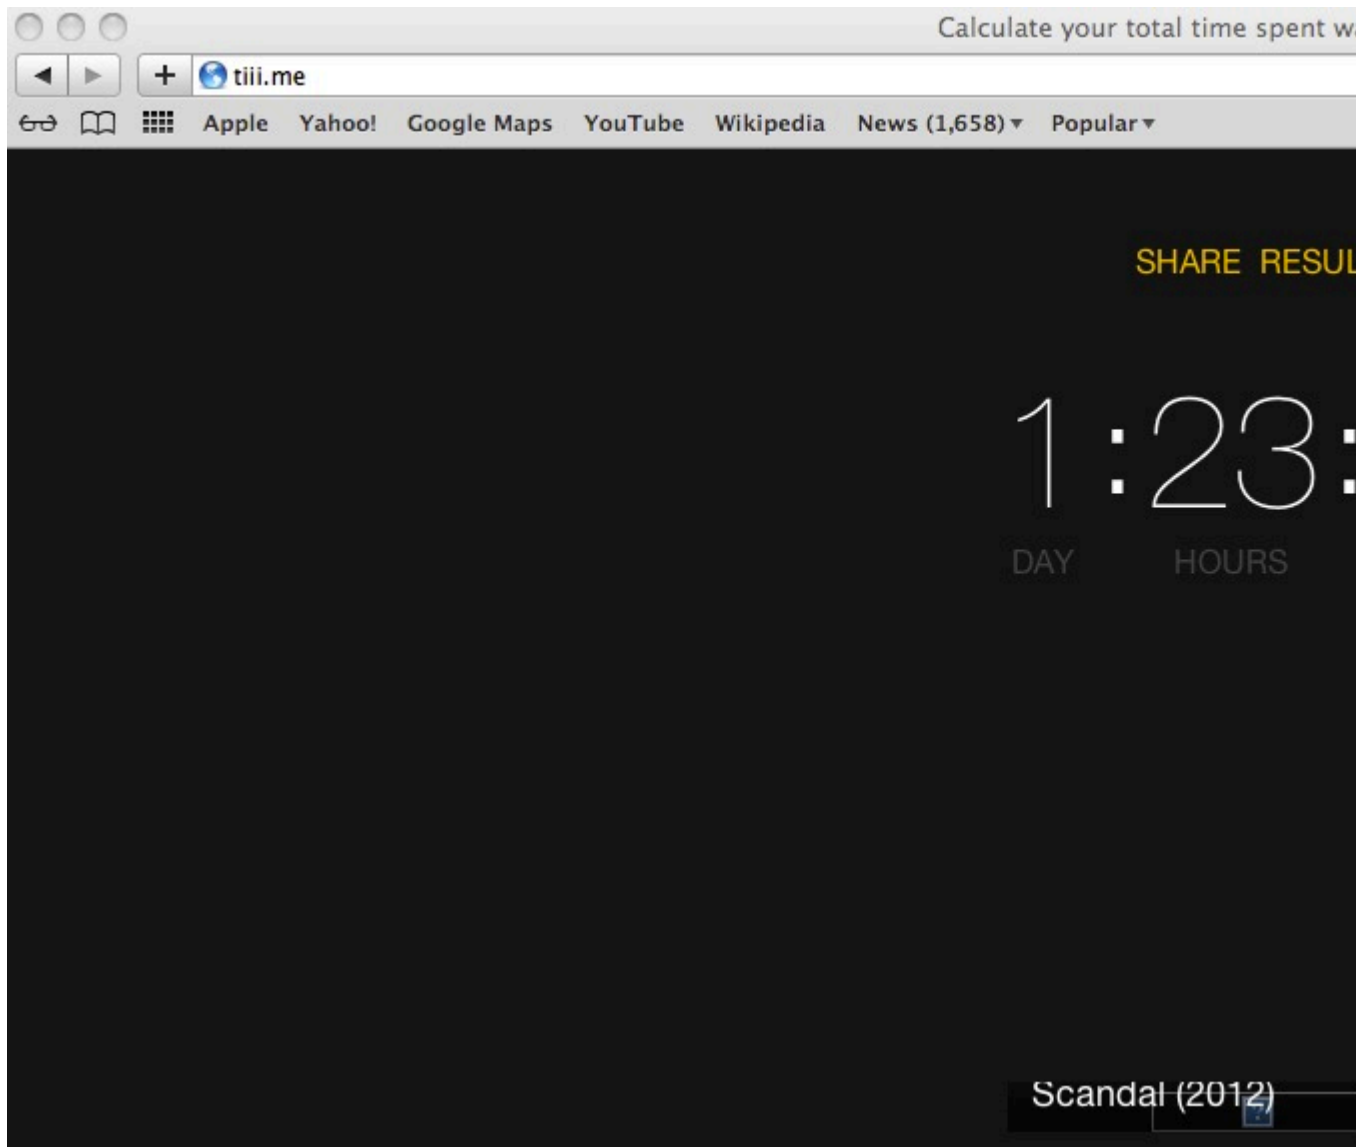 Calculate your total time spent w
tiii.me
Apple Yahoo! Google Maps YouTube Wikipedia News (1,658) Popular
SHARE RESUL
1:23:
DAY HOURS
Scandal (2012)
?